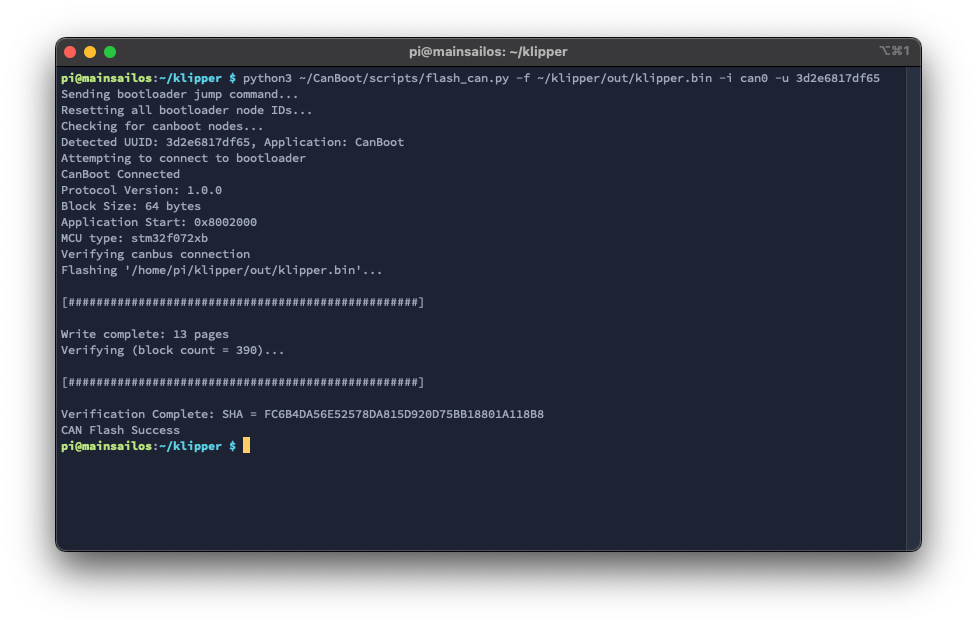 pi@mainsailos: ~/klipper
⌥⌘1
pi@mainsailos:~/klipper $ python3 ~/CanBoot/scripts/flash_can.py -f ~/klipper/out/klipper.bin -i can0 -u 3d2e6817df65
Sending bootloader jump command...
Resetting all bootloader node IDs...
Checking for canboot nodes...
Detected UUID: 3d2e6817df65, Application: CanBoot
Attempting to connect to bootloader
CanBoot Connected
Protocol Version: 1.0.0
Block Size: 64 bytes
Application Start: 0x8002000
MCU type: stm32f072xb
Verifying canbus connection
Flashing '/home/pi/klipper/out/klipper.bin'...
[##################################################]
Write complete: 13 pages
Verifying (block count = 390)...
[##################################################]
Verification Complete: SHA = FC6B4DA56E52578DA815D920D75BB18801A118B8
CAN Flash Success
pi@mainsailos:~/klipper $